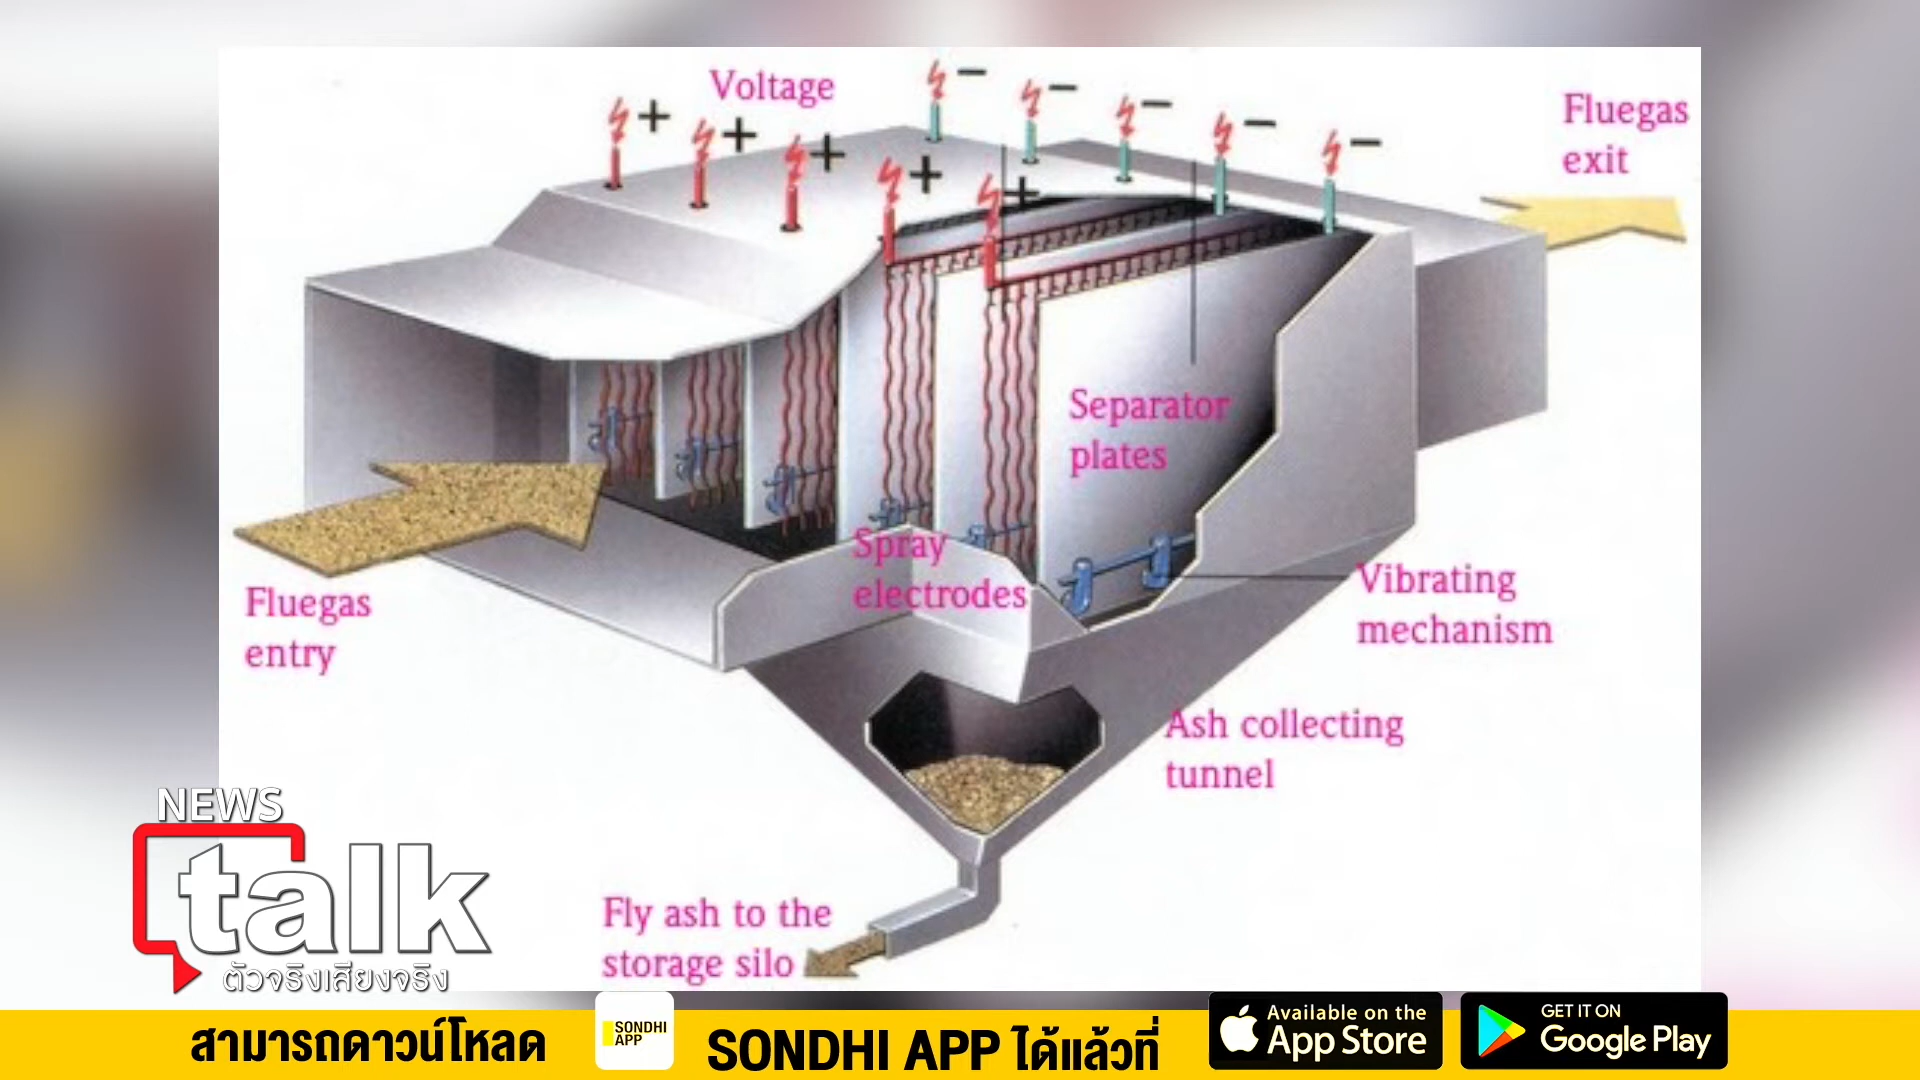 Voltage
Fluegas
exit
Separator
plates
Spray
electrodes
Fluegas
entry
Vibrating
mechanism
Ash collecting
tunnel
Fly ash to the
storage silo
NEWS
talk
ตัวจริงเสียงจริง
สามารถดาวน์โหลด
SONDHI
APP
SONDHI APP ได้แล้วที่
Available on the
App Store
GET IT ON
Google Play